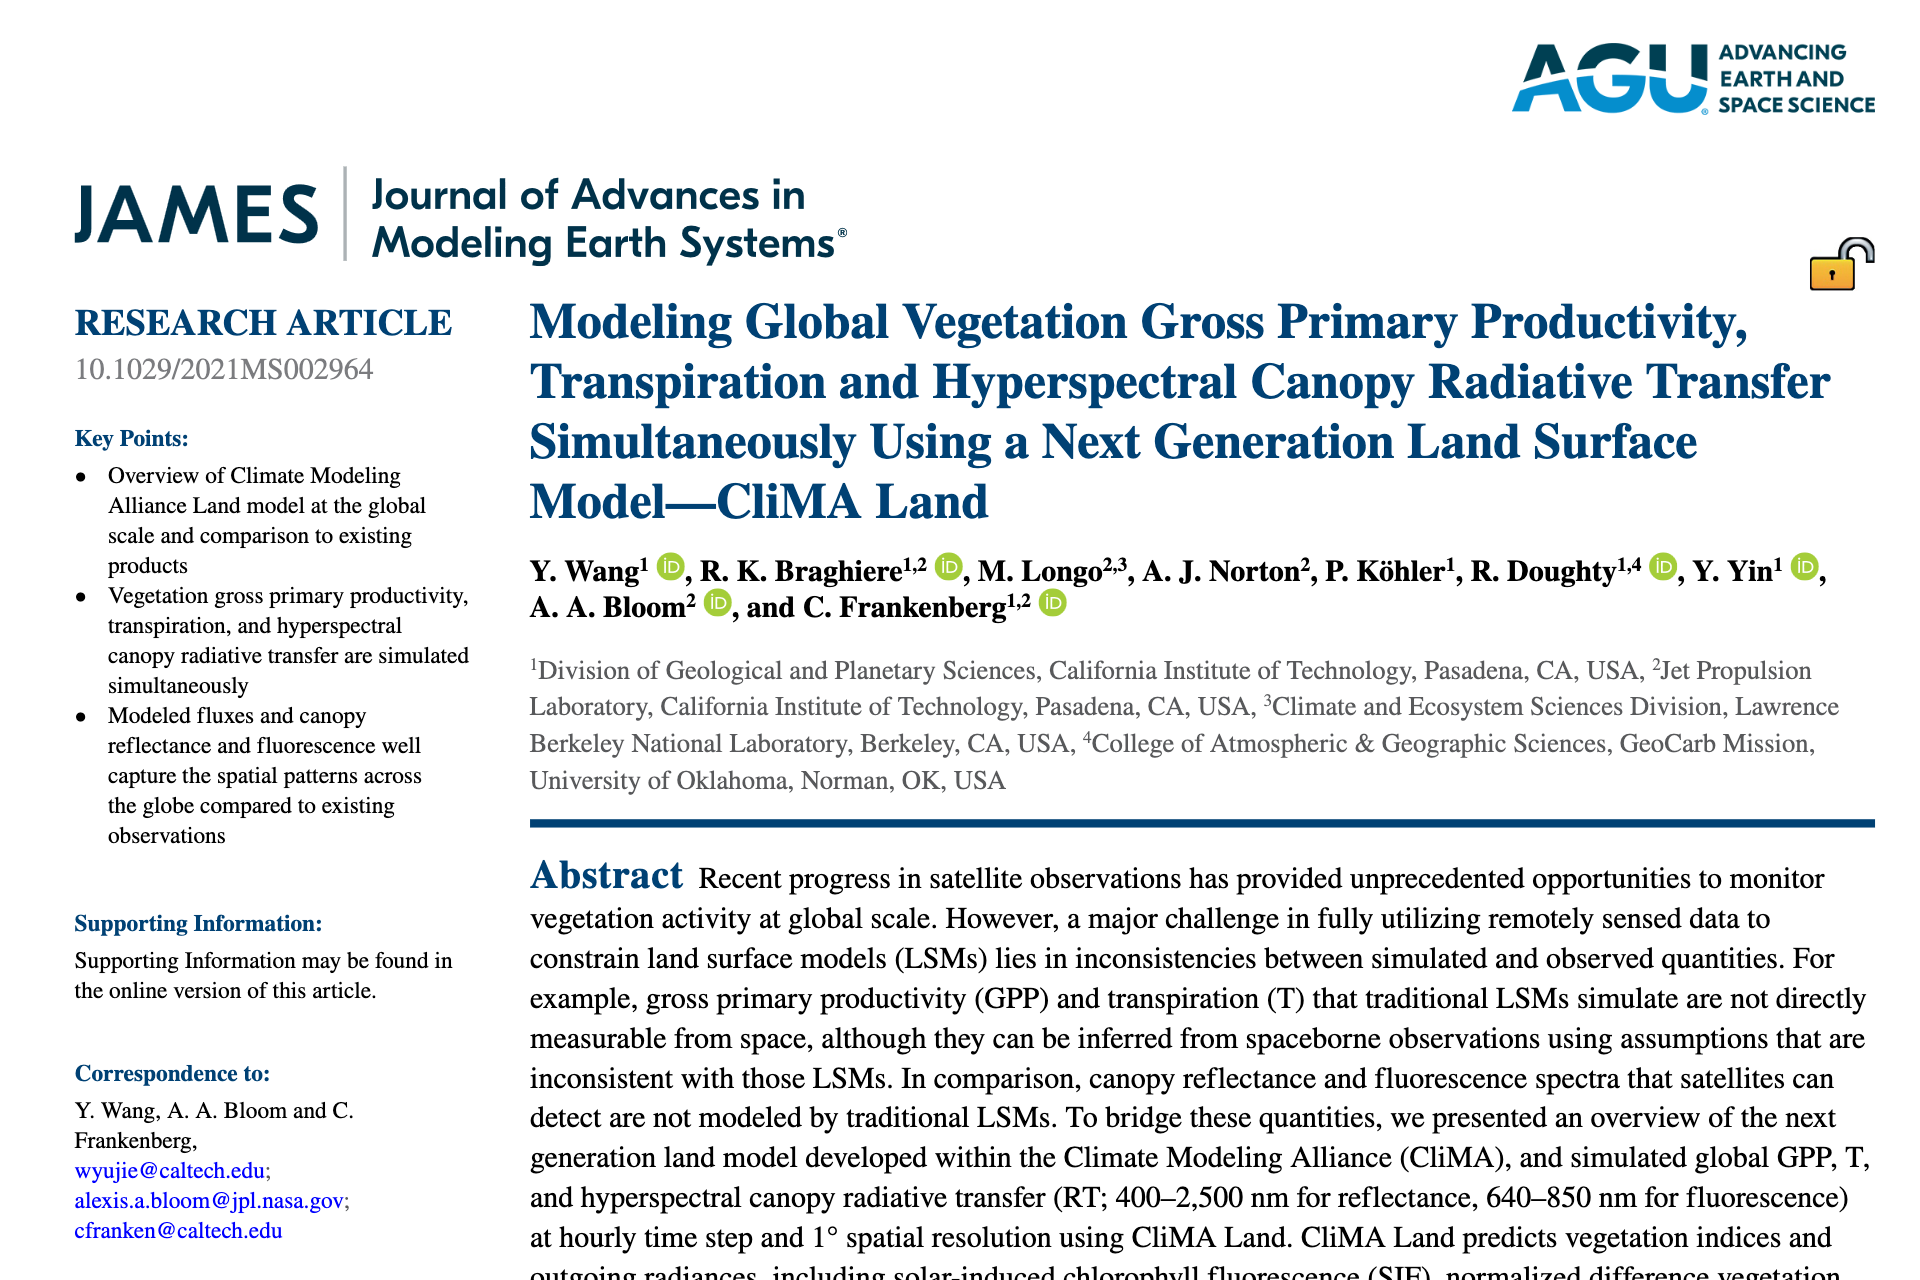 AGU ADVANCING
EARTH AND
SPACE SCIENCE
JAMES
Journal of Advances in
Modeling Earth Systems®
RESEARCH ARTICLE
10.1029/2021MS002964
Key Points:
• Overview of Climate Modeling
Alliance Land model at the global
scale and comparison to existing
products
• Vegetation gross primary productivity,
transpiration, and hyperspectral
canopy radiative transfer are simulated
simultaneously
• Modeled fluxes and canopy
reflectance and fluorescence well
capture the spatial patterns across
the globe compared to existing
observations
Supporting Information:
Supporting Information may be found in
the online version of this article.
Correspondence to:
Y. Wang, A. A. Bloom and C.
Frankenberg,
wyujie@caltech.edu;
alexis.a.bloom@jpl.nasa.gov;
cfranken@caltech.edu
Modeling Global Vegetation Gross Primary Productivity,
Transpiration and Hyperspectral Canopy Radiative Transfer
Simultaneously Using a Next Generation Land Surface
Model—CliMA Land
Y. Wang1 iD, R. K. Braghiere1,2 iD, M. Longo2,3, A. J. Norton2, P. Köhler1, R. Doughty1,4 iD, Y. Yin1 iD,
A. A. Bloom2 iD, and C. Frankenberg1,2 iD
1Division of Geological and Planetary Sciences, California Institute of Technology, Pasadena, CA, USA, 2Jet Propulsion
Laboratory, California Institute of Technology, Pasadena, CA, USA, 3Climate and Ecosystem Sciences Division, Lawrence
Berkeley National Laboratory, Berkeley, CA, USA, 4College of Atmospheric & Geographic Sciences, GeoCarb Mission,
University of Oklahoma, Norman, OK, USA
Abstract Recent progress in satellite observations has provided unprecedented opportunities to monitor
vegetation activity at global scale. However, a major challenge in fully utilizing remotely sensed data to
constrain land surface models (LSMs) lies in inconsistencies between simulated and observed quantities. For
example, gross primary productivity (GPP) and transpiration (T) that traditional LSMs simulate are not directly
measurable from space, although they can be inferred from spaceborne observations using assumptions that are
inconsistent with those LSMs. In comparison, canopy reflectance and fluorescence spectra that satellites can
detect are not modeled by traditional LSMs. To bridge these quantities, we presented an overview of the next
generation land model developed within the Climate Modeling Alliance (CliMA), and simulated global GPP, T,
and hyperspectral canopy radiative transfer (RT; 400–2,500 nm for reflectance, 640–850 nm for fluorescence)
at hourly time step and 1° spatial resolution using CliMA Land. CliMA Land predicts vegetation indices and
outgoing radiances, including solar-induced chlorophyll fluorescence (SIF), normalized difference vegetation